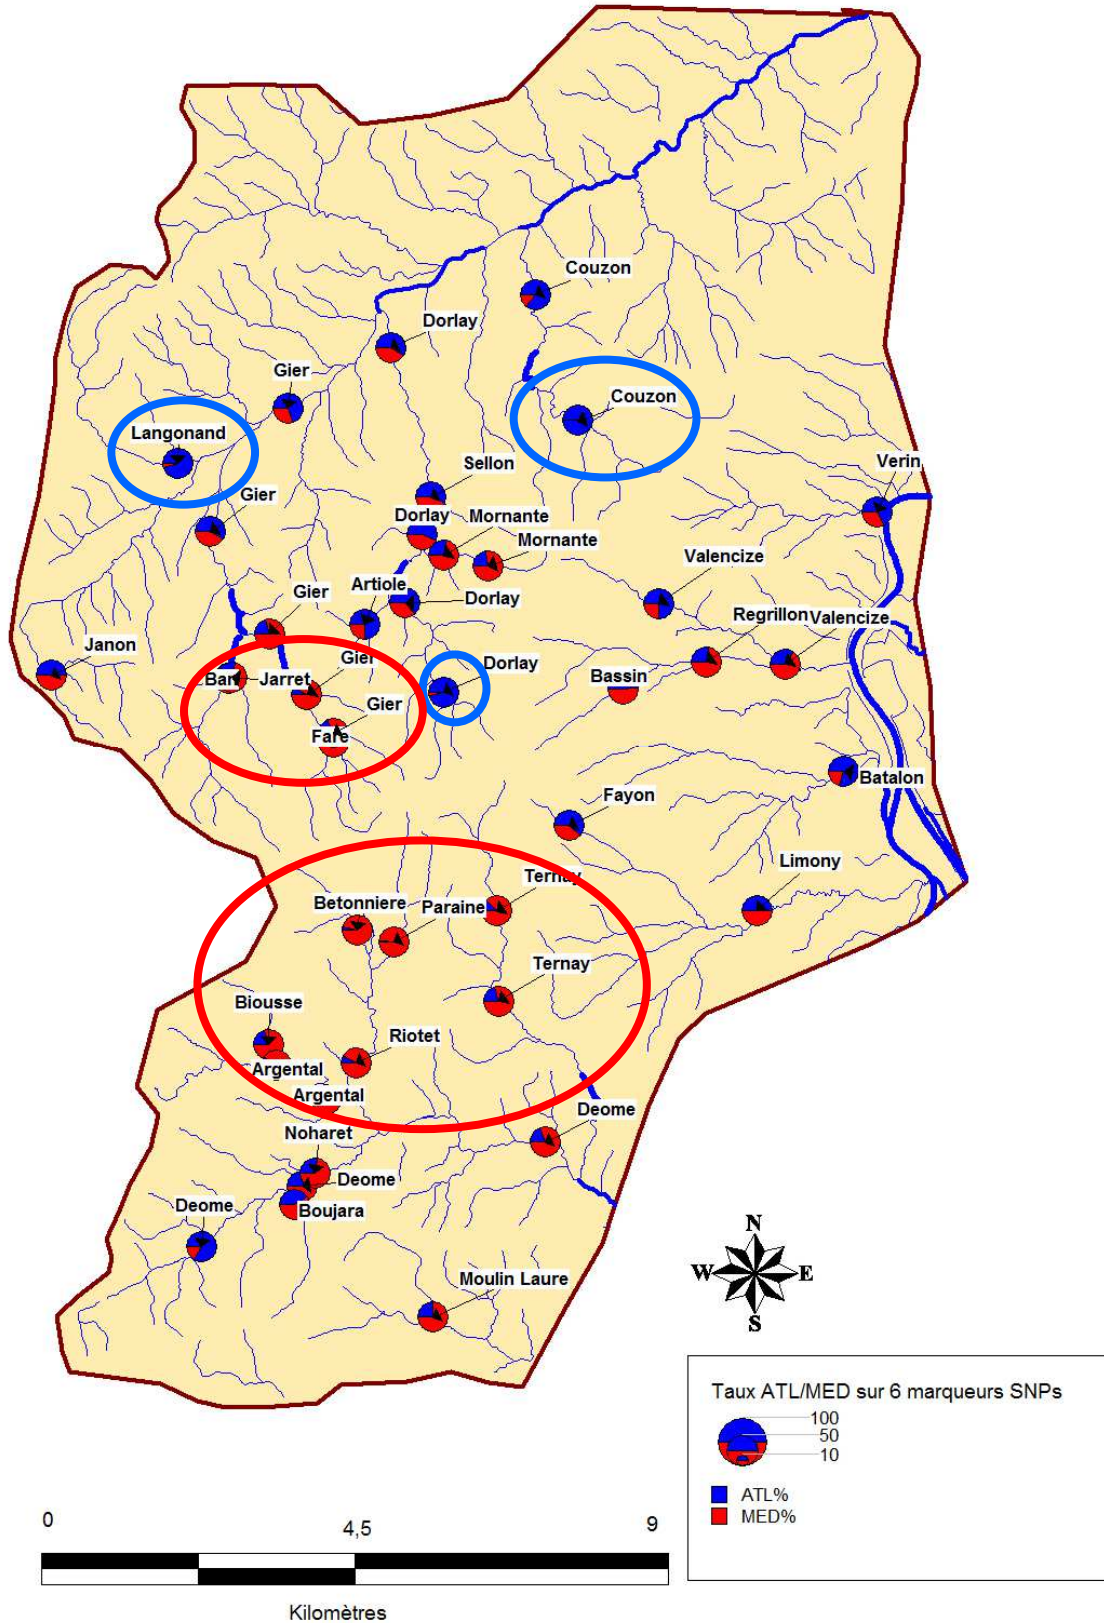 Couzon
Dorlay
Gier
Couzon
Langonand
Sellon
Verin
Gier
Dorlay
Mornante
Mornante
Valencize
Artiole
Dorlay
Gier
Regrillon
Valencize
Janon
Gier
Dorlay
Bassin
Ban
Jarret
Gier
Fare
Batalon
Fayon
Limony
Ternay
Betonniere
Paraine
Ternay
Biousse
Riotet
Argental
Argental
Deome
Noharet
Deome
Deome
Boujara
Moulin Laure
N
W E
S
Taux ATL/MED sur 6 marqueurs SNPs
100
50
10
ATL%
MED%
0 4,5 9
Kilomètres